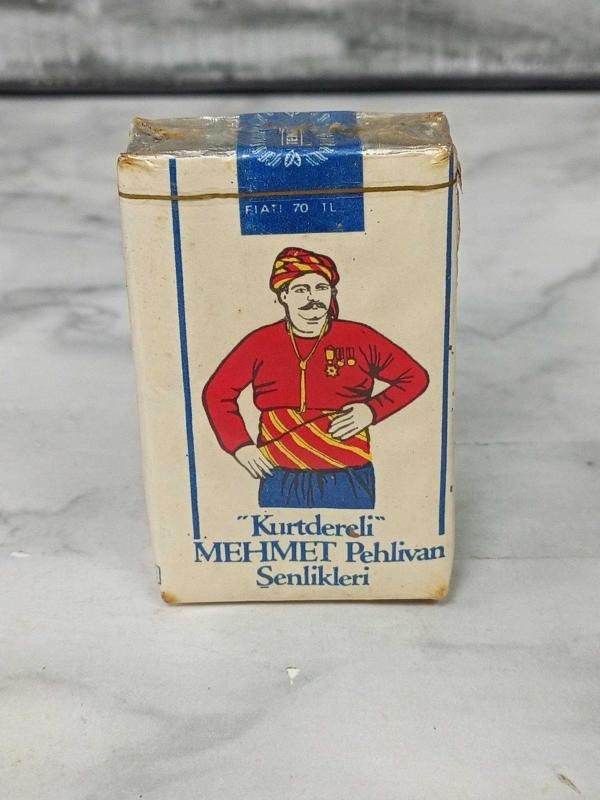 FİATI 70 TL
"Kurtdereli"
MEHMET Pehlivan
Şenlikleri